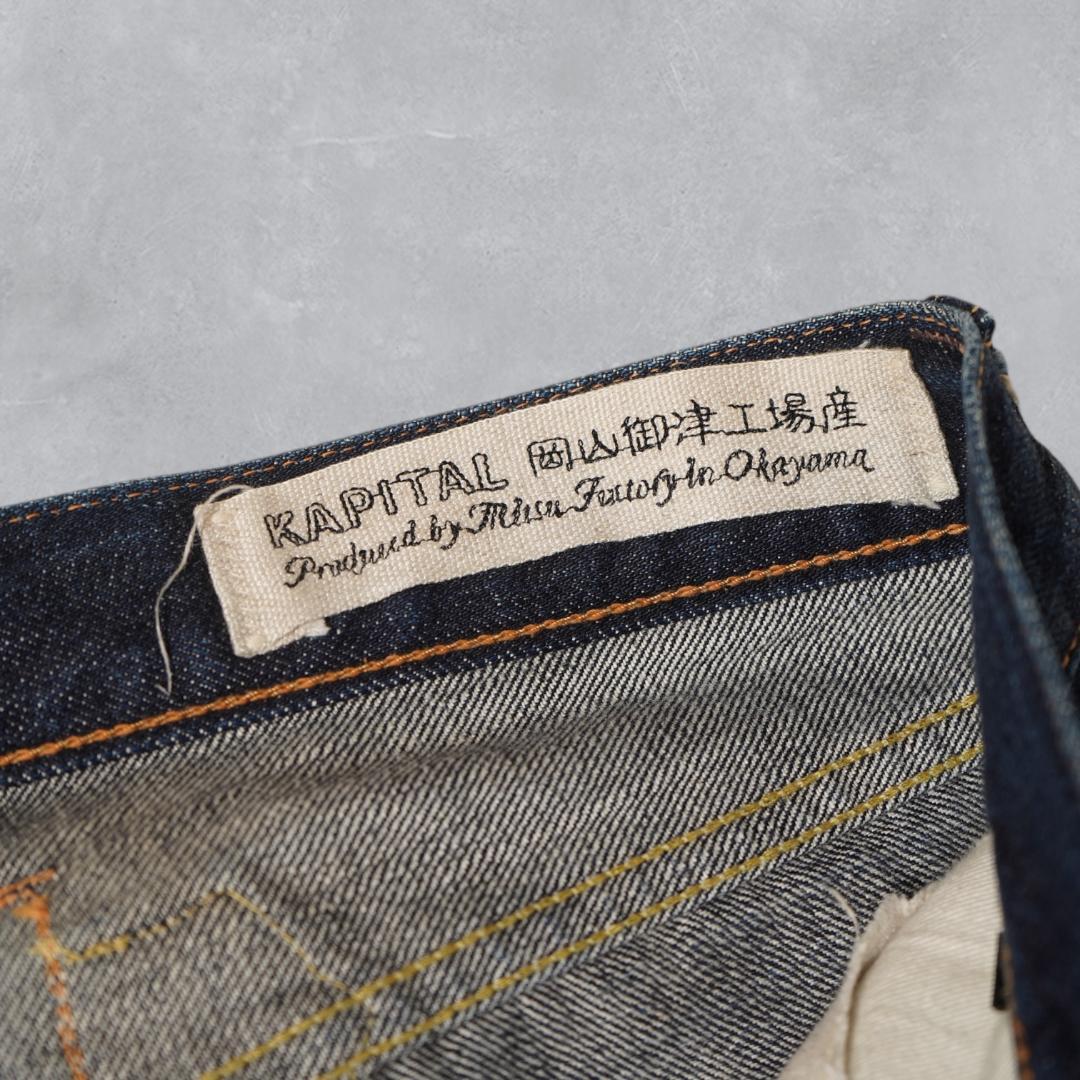 KAPITAL 岡山御津工場産
Produced by Mitsu Factory In Okayama